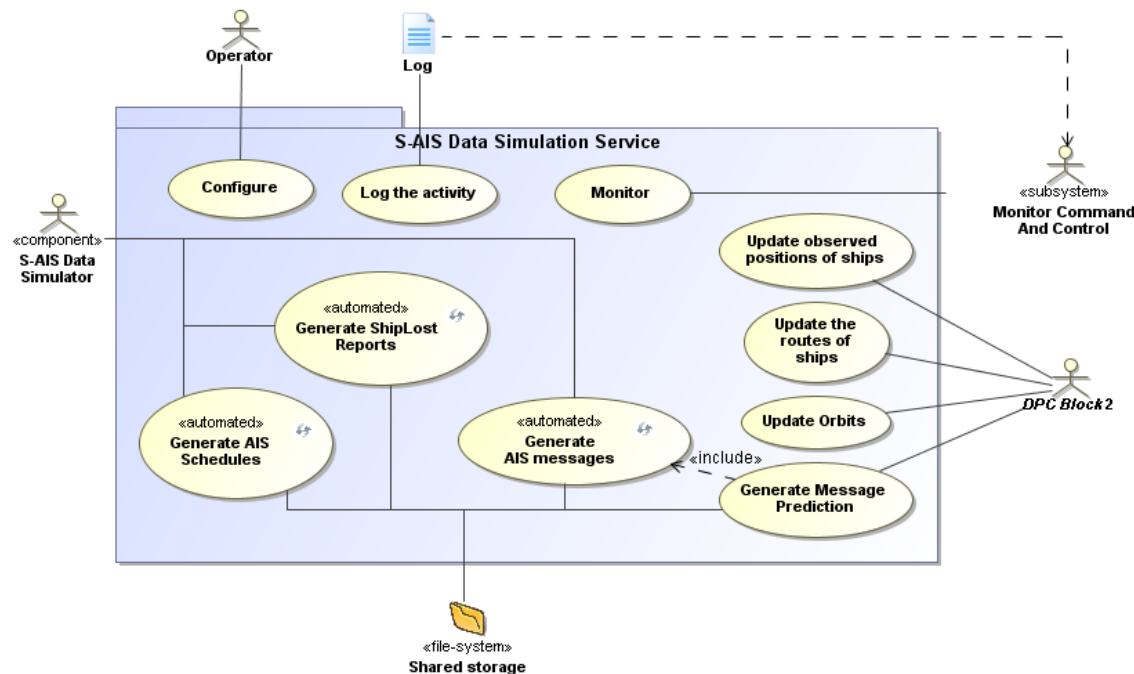 Operator
Log
S-AIS Data Simulation Service
Configure
Log the activity
Monitor
«subsystem»
Monitor Command
And Control
«component»
S-AIS Data
Simulator
Update observed
positions of ships
«automated»
Generate ShipLost
Reports
Update the
routes of
ships
DPC Block2
«automated»
Generate AIS
Schedules
«automated»
Generate
AIS messages
Update Orbits
«include»
Generate Message
Prediction
«file-system»
Shared storage